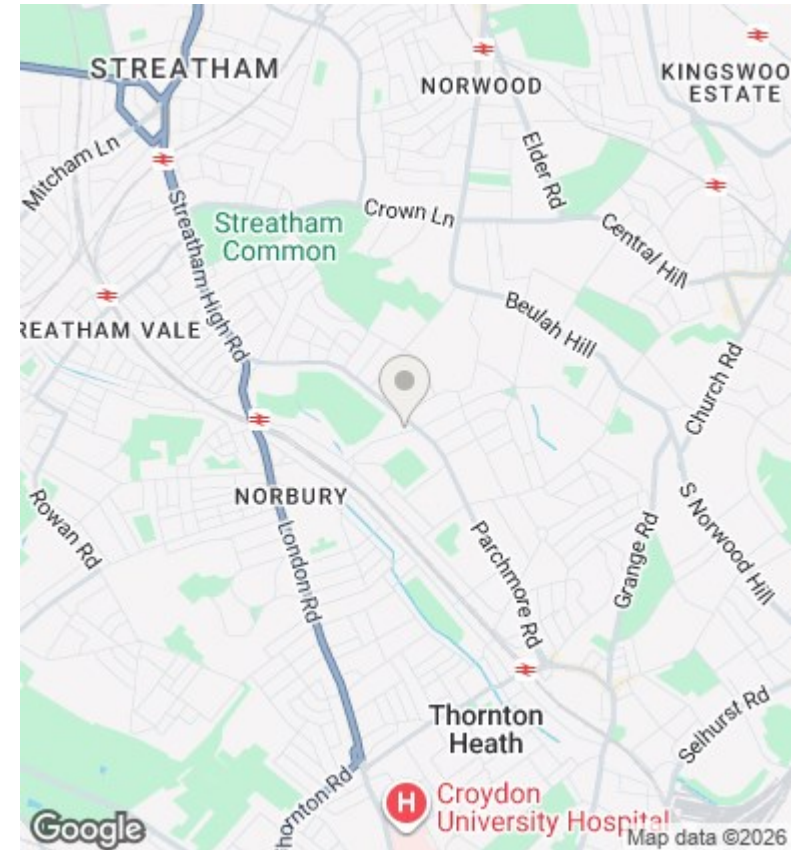 STREATHAM
NORWOOD
KINGSWOO
ESTATE
Mitcham Ln
Elder Rd
Streatham
Common
Crown Ln
Central Hill
Streatham High Rd
REATHAM VALE
Beulah Hill
Church Rd
NORBURY
Rowan Rd
London Rd
Parchmore Rd
Grange Rd
S Norwood Hill
Thornton
Heath
Selhurst Rd
hornton Rd
H
Croydon
University Hospital
Google
Map data ©2026